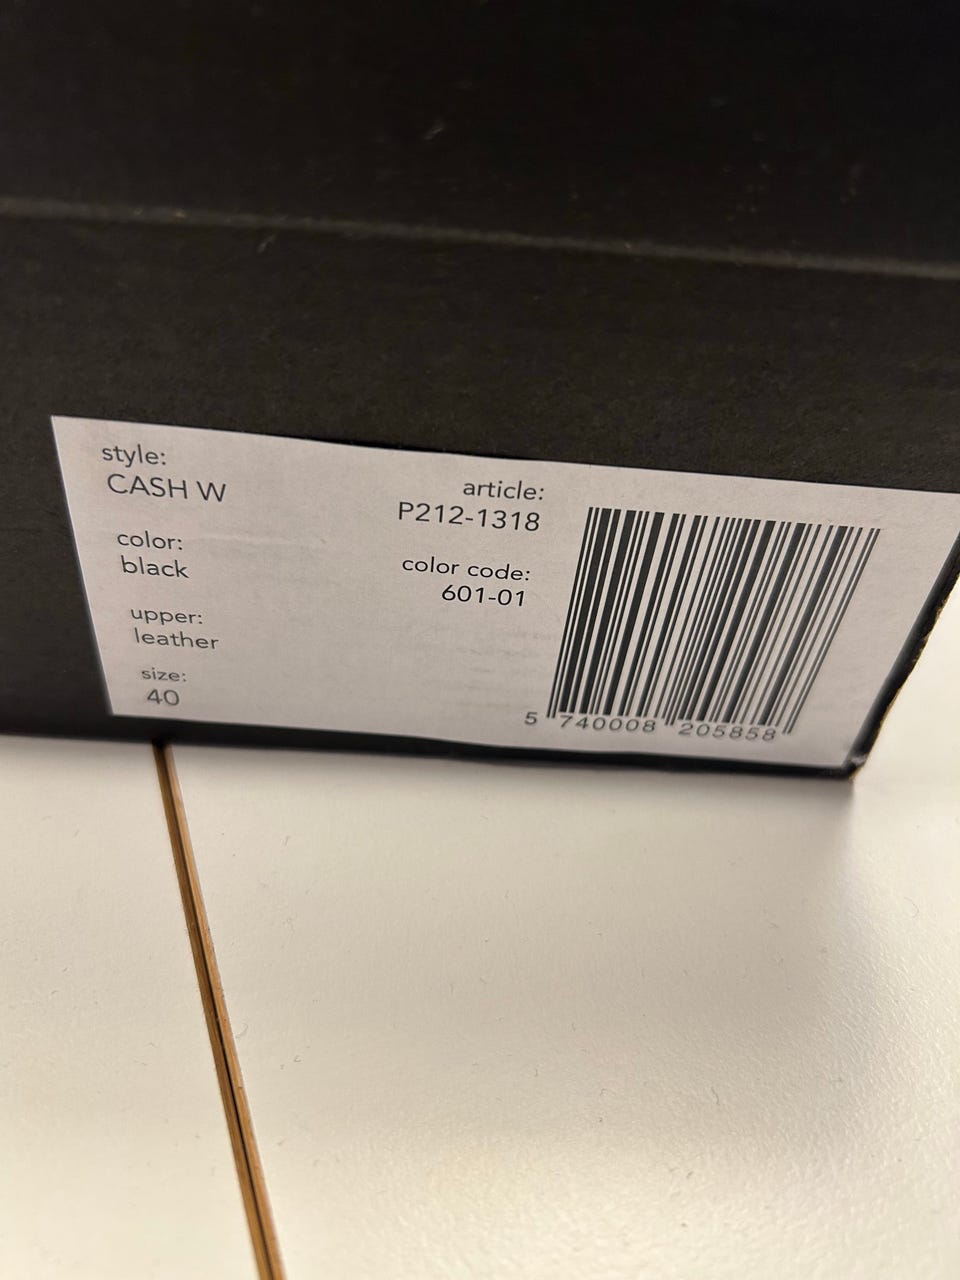 style:
CASH W
color:
black
upper:
leather
size:
40
article:
P212-1318
color code:
601-01
5 740008 205858